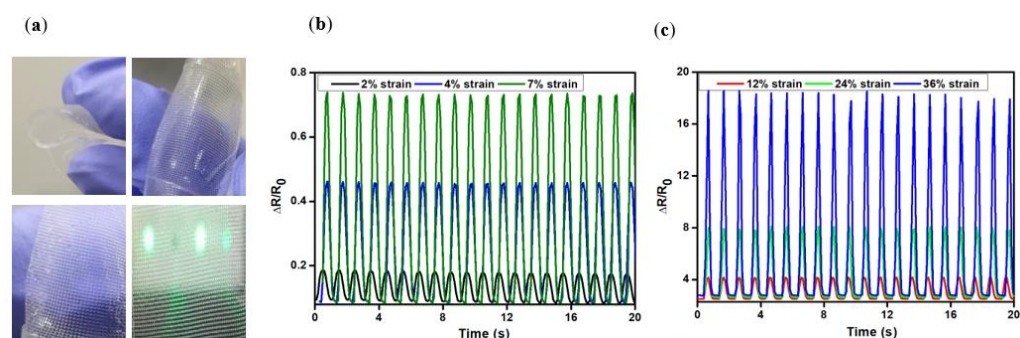 (a)
(b)
(c)
2% strain 4% strain 7% strain
ΔR/R0
0.8
0.6
0.4
0.2
0 4 8 12 16 20
Time (s)
12% strain 24% strain 36% strain
ΔR/R0
20
16
12
8
4
0 4 8 12 16 20
Time (s)